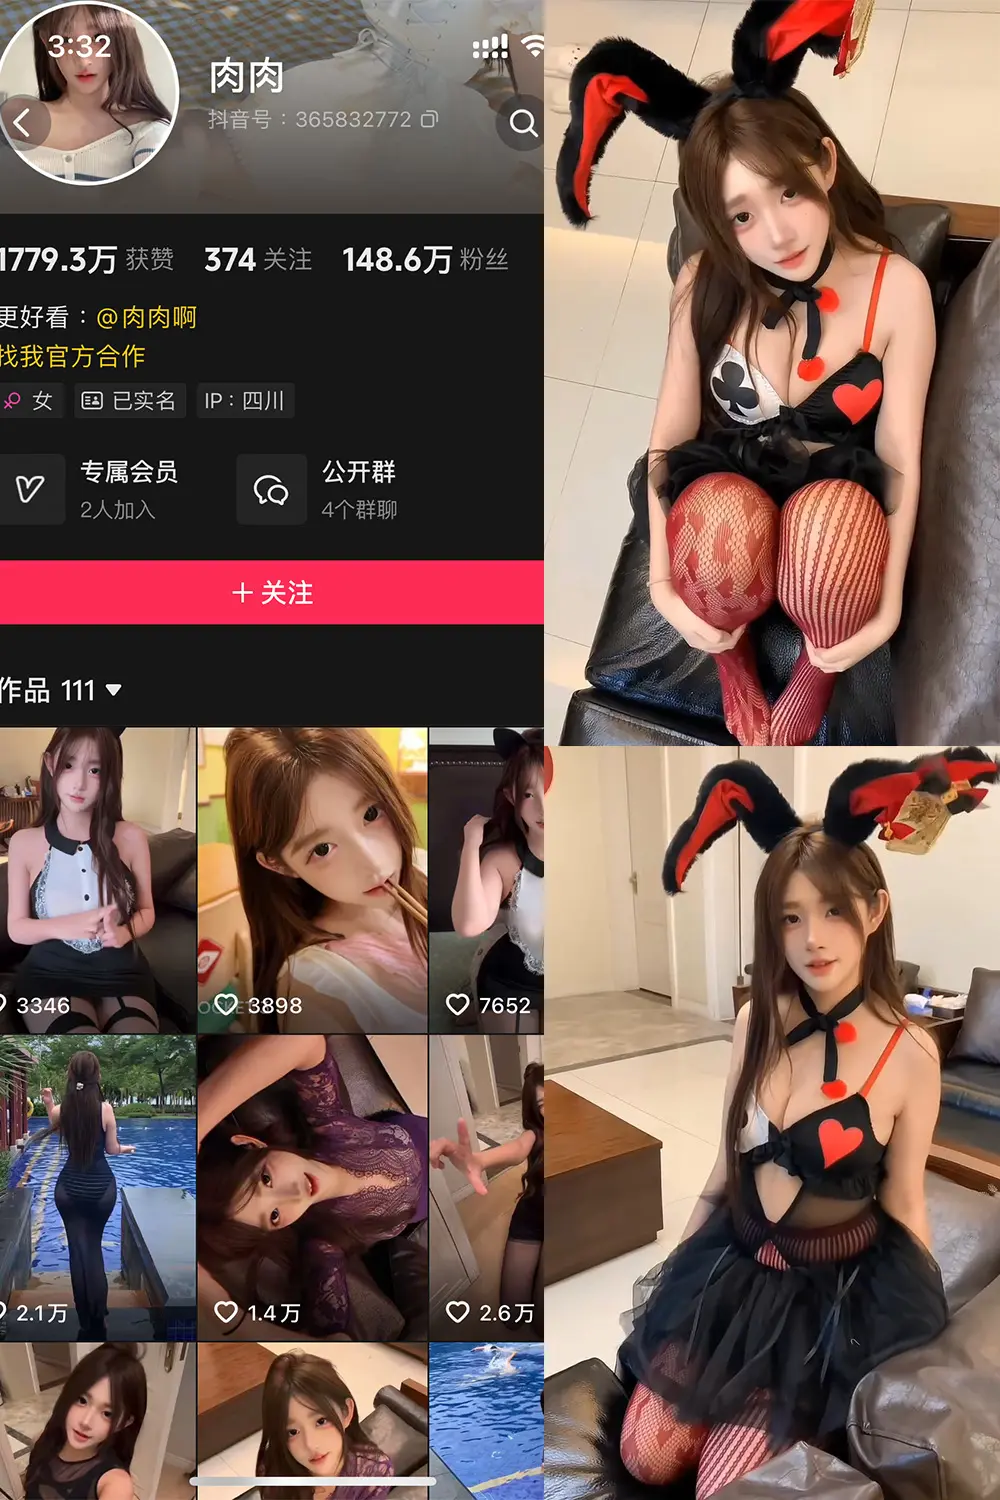 3:32
肉肉
抖音号：365832772
1779.3万 获赞 374 关注 148.6万 粉丝
更好看：@肉肉啊
找我官方合作
女 已实名 IP：四川
专属会员 公开群
2人加入 4个群聊
+ 关注
作品 111
3346 3898 7652
2.1万 1.4万 2.6万